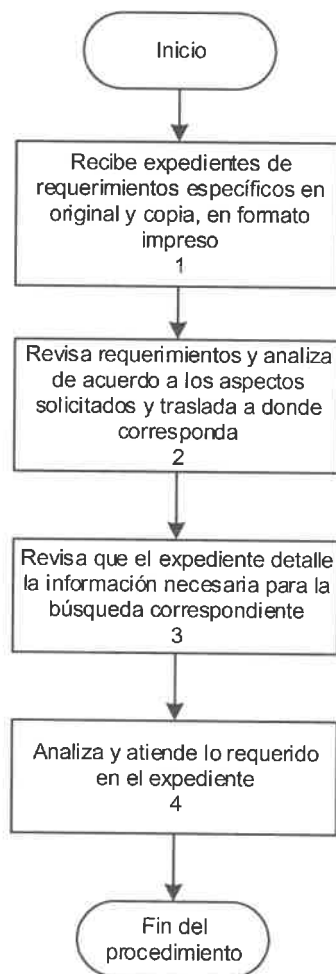 Inicio
Recibe expedientes de
requerimientos específicos en
original y copia, en formato
impreso
1
Revisa requerimientos y analiza
de acuerdo a los aspectos
solicitados y traslada a donde
corresponda
2
Revisa que el expediente detalle
la información necesaria para la
búsqueda correspondiente
3
Analiza y atiende lo requerido
en el expediente
4
Fin del
procedimiento